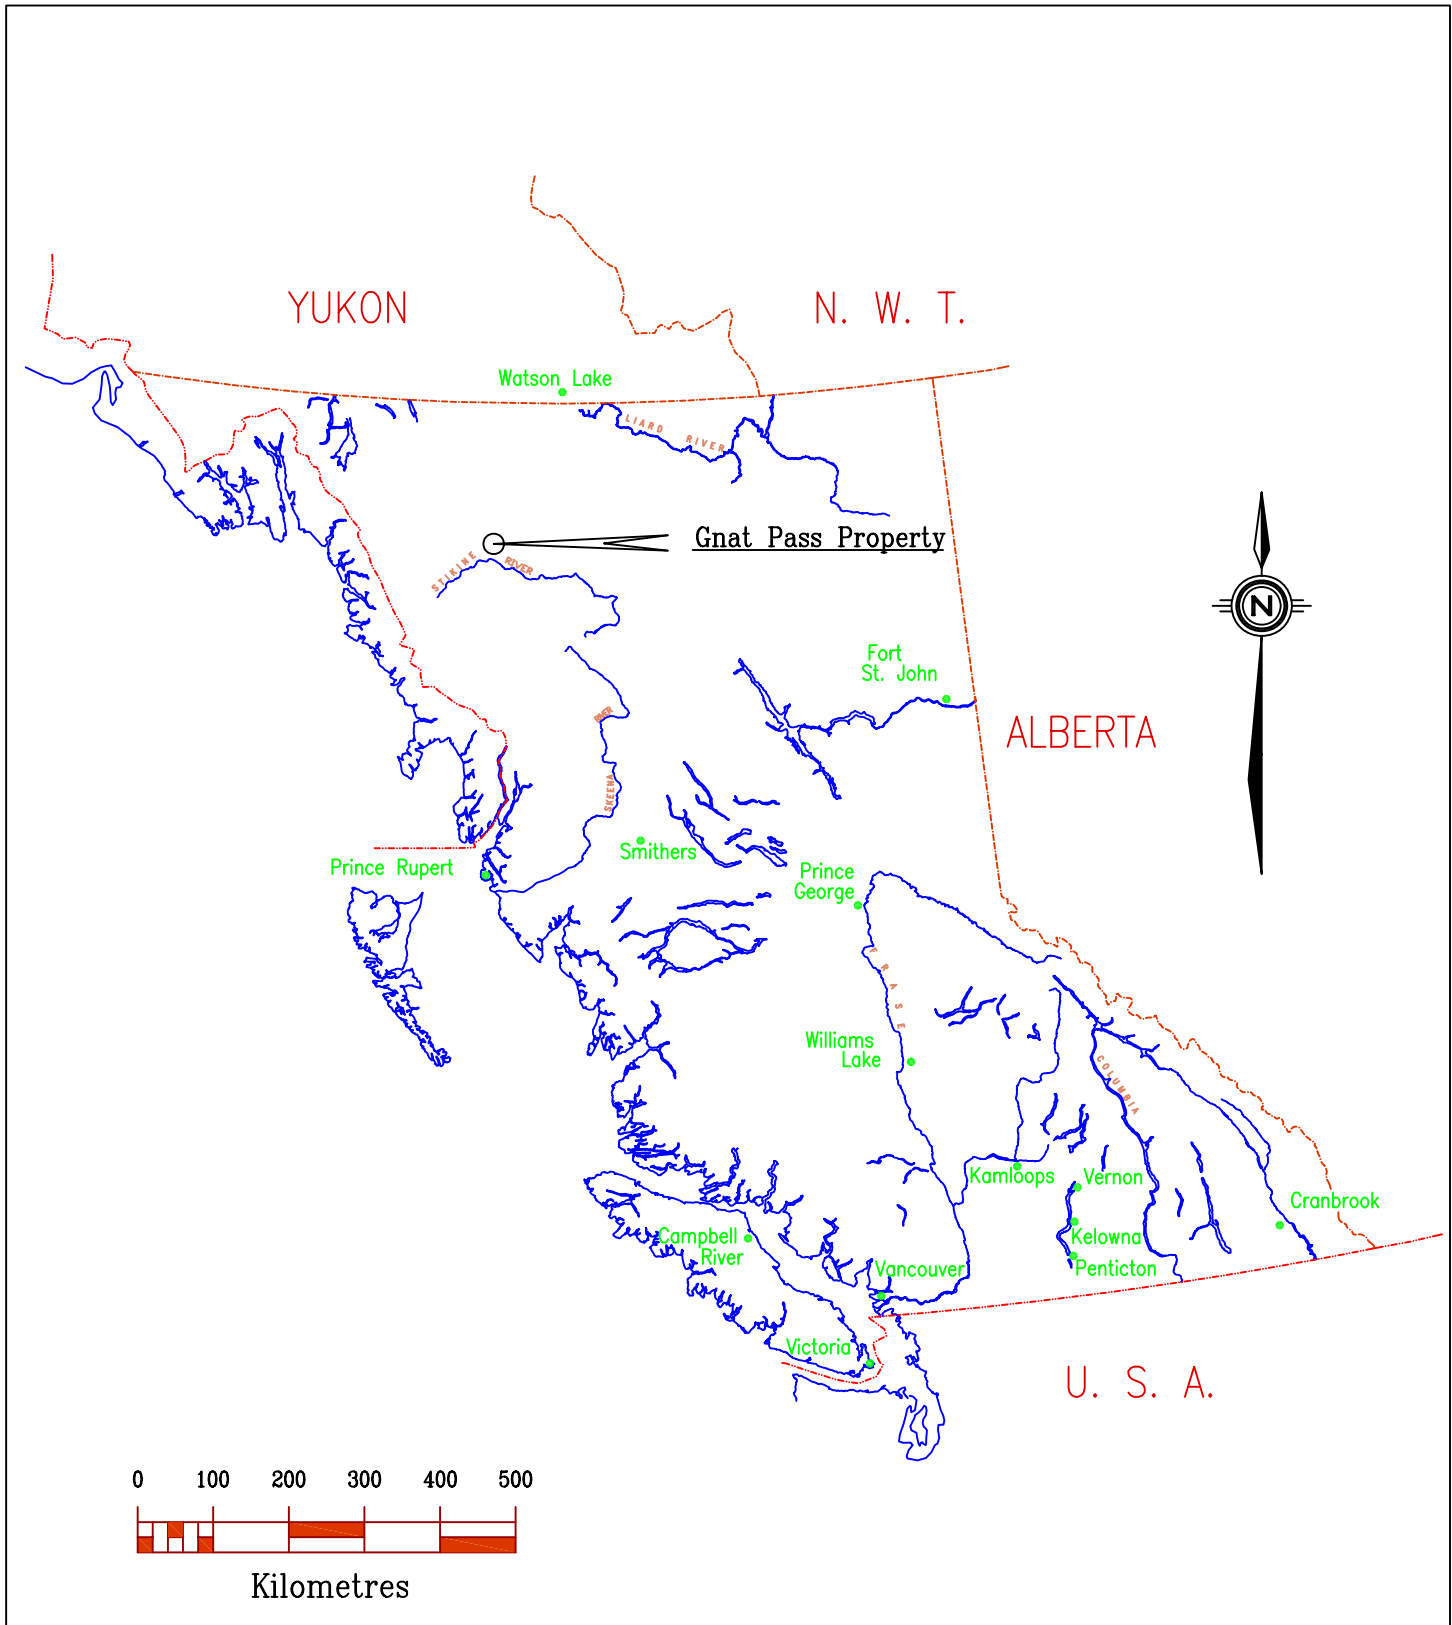 YUKON
N. W. T.
Watson Lake
LIARD RIVER
Gnat Pass Property
STIKINE RIVER
N
Fort
St. John
RIVER
SKEENA
ALBERTA
Smithers
Prince Rupert
Prince
George
FRASE
Williams
Lake
COLUMBIA
Kamloops
Vernon
Cranbrook
Campbell
River
Kelowna
Penticton
Vancouver
Victoria
U. S. A.
0 100 200 300 400 500
Kilometres